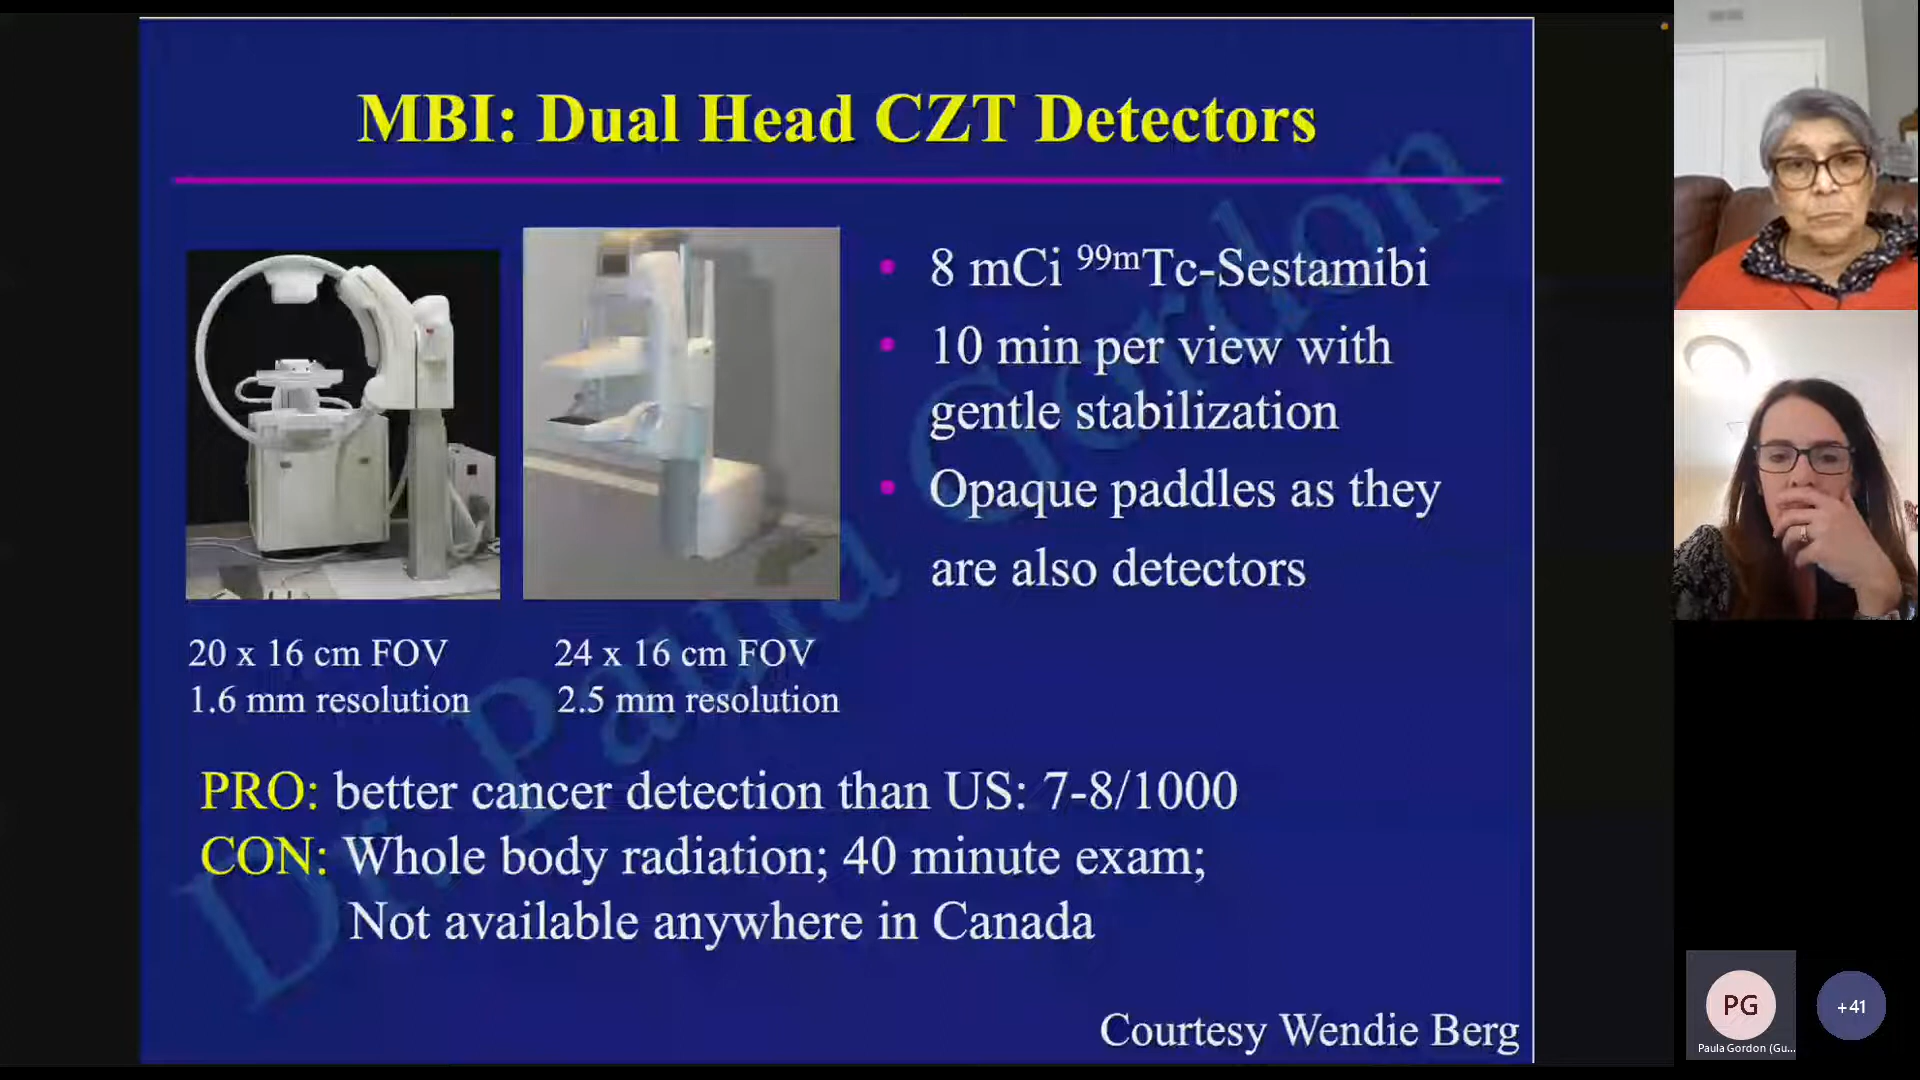 MBI: Dual Head CZT Detectors
• 8 mCi ⁹⁹ᵐTc-Sestamibi
• 10 min per view with
gentle stabilization
• Opaque paddles as they
are also detectors
20 x 16 cm FOV
1.6 mm resolution
24 x 16 cm FOV
2.5 mm resolution
PRO: better cancer detection than US: 7-8/1000
CON: Whole body radiation; 40 minute exam;
Not available anywhere in Canada
Courtesy Wendie Berg
Dr. Paula Gordon
PG
Paula Gordon (Gu...
+41